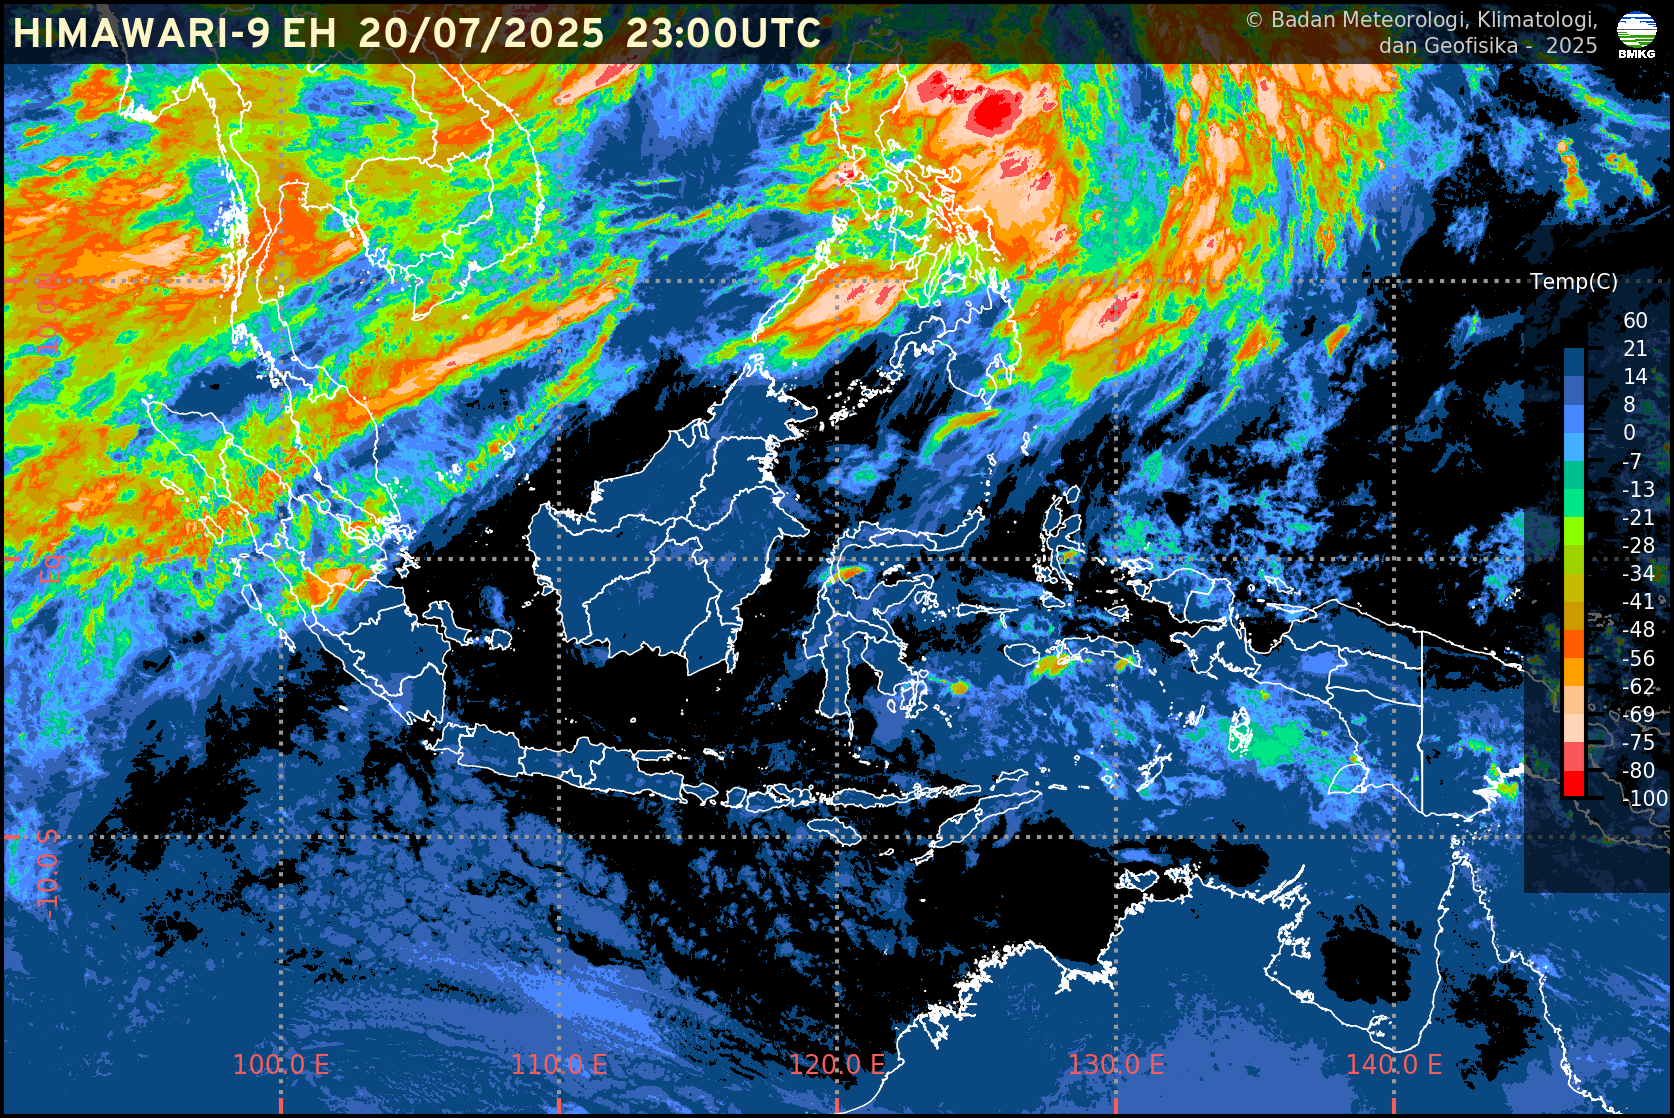 HIMAWARI-9 EH 20/07/2025 23:00UTC
© Badan Meteorologi, Klimatologi,
dan Geofisika - 2025
BMKG
Temp(C)
60
21
14
8
0
-7
-13
-21
-28
-34
-41
-48
-56
-62
-69
-75
-80
-100
10.0 N
Eq
-10.0 S
100.0 E
110.0 E
120.0 E
130.0 E
140.0 E